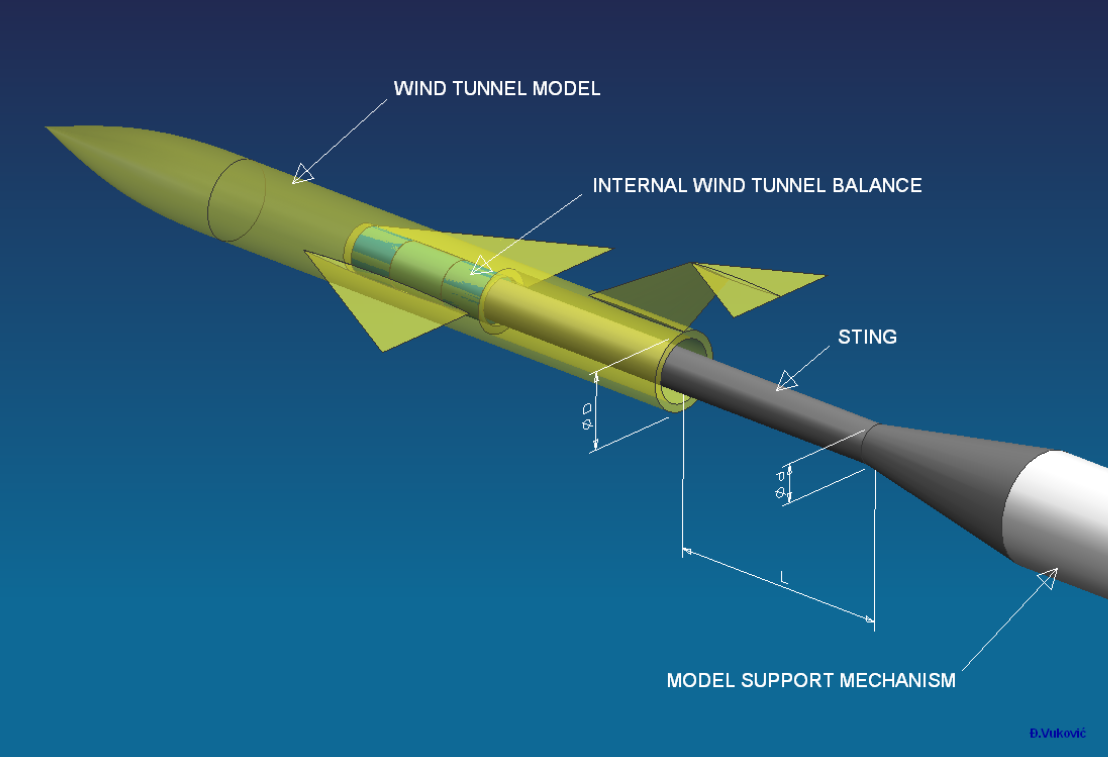 WIND TUNNEL MODEL
INTERNAL WIND TUNNEL BALANCE
STING
Ø D
Ø d
L
MODEL SUPPORT MECHANISM
Đ.Vuković